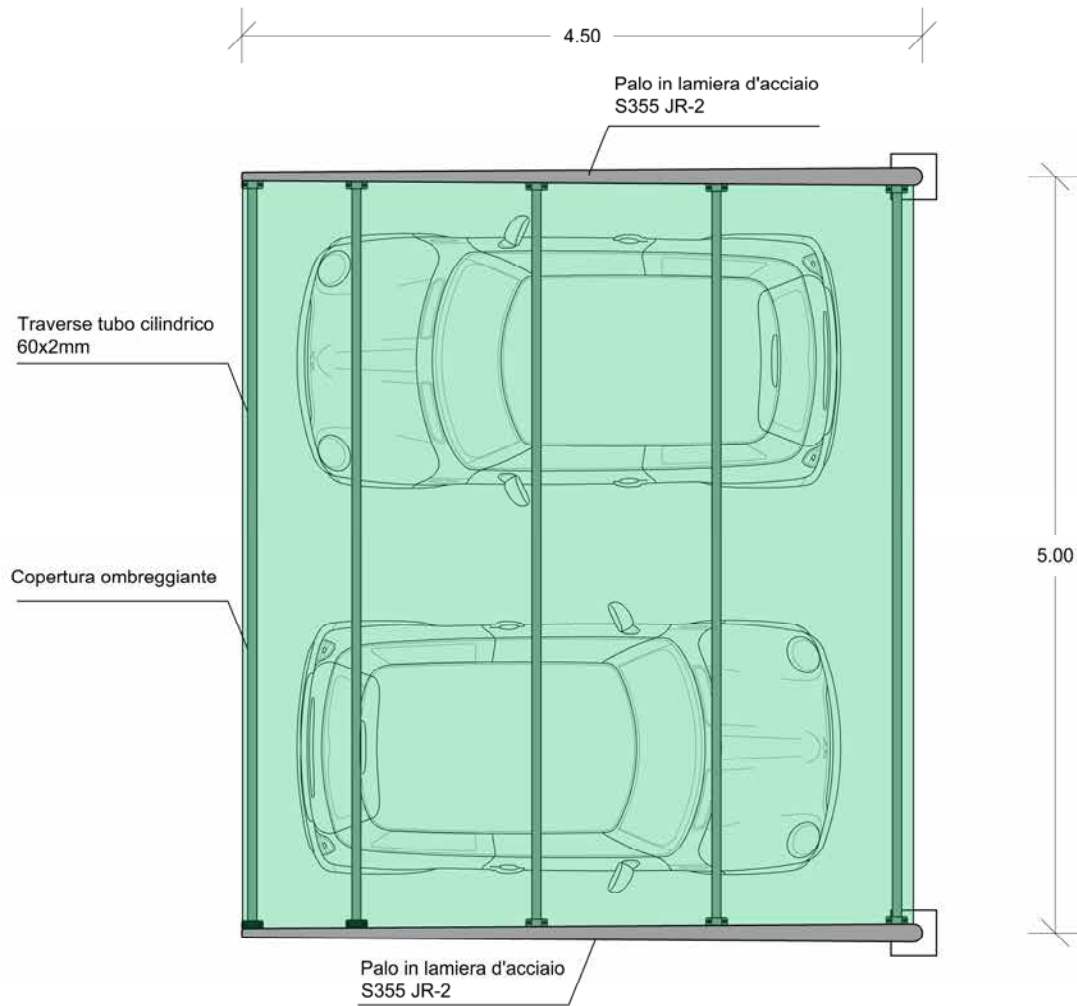 4.50
Palo in lamiera d'acciaio
S355 JR-2
Traverse tubo cilindrico
60x2mm
5.00
Copertura ombreggiante
Palo in lamiera d'acciaio
S355 JR-2